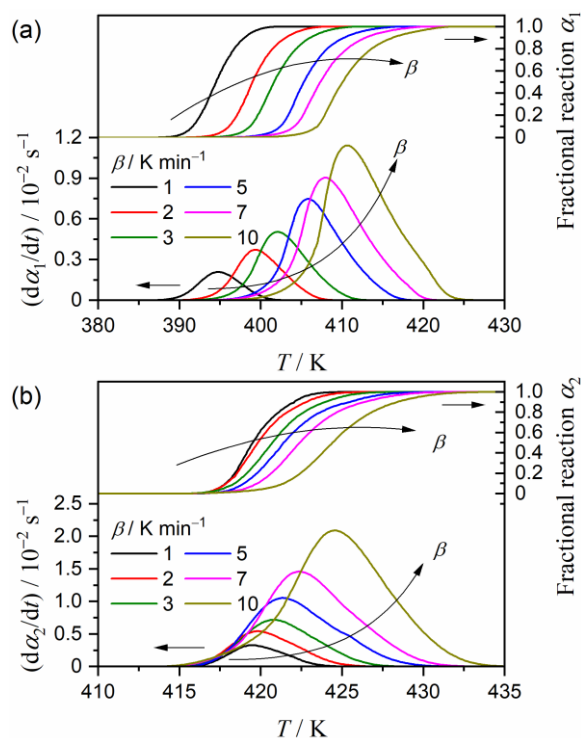 (a)
1.0
0.8
0.6
0.4
0.2
0
Fractional reaction α₁
β
1.2
0.9
0.6
0.3
0
(dα₁/dt) / 10⁻² s⁻¹
β / K min⁻¹
1 5
2 7
3 10
β
380 390 400 410 420 430
T / K
(b)
1.0
0.8
0.6
0.4
0.2
0
Fractional reaction α₂
β
2.5
2.0
1.5
1.0
0.5
0
(dα₂/dt) / 10⁻² s⁻¹
β / K min⁻¹
1 5
2 7
3 10
β
410 415 420 425 430 435
T / K